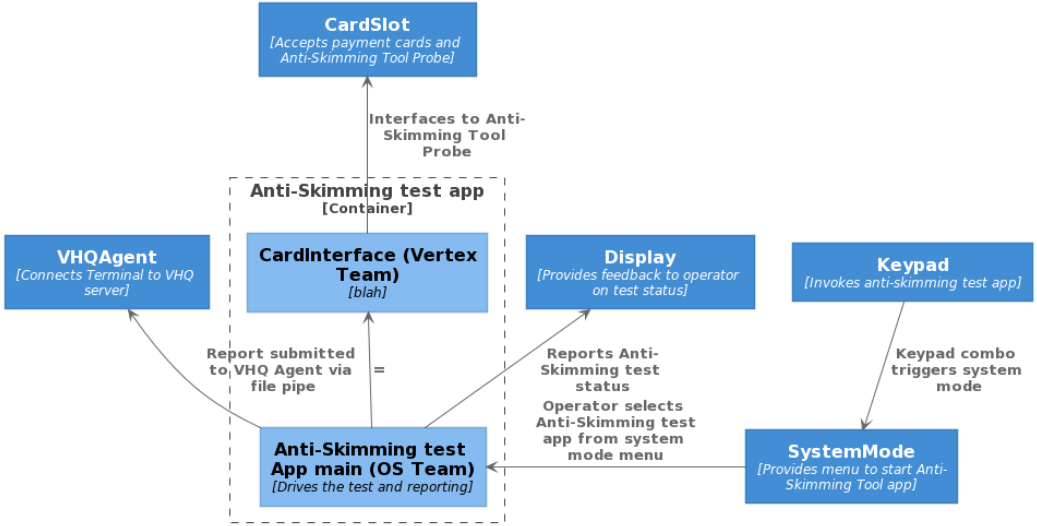 CardSlot
[Accepts payment cards and
Anti-Skimming Tool Probe]
Interfaces to Anti-
Skimming Tool
Probe
Anti-Skimming test app
[Container]
VHQAgent
[Connects Terminal to VHQ
server]
CardInterface (Vertex
Team)
[blah]
Display
[Provides feedback to operator
on test status]
Keypad
[Invokes anti-skimming test app]
Report submitted
to VHQ Agent via
file pipe
=
Reports Anti-
Skimming test
status
Keypad combo
triggers system
mode
Operator selects
Anti-Skimming test
app from system
mode menu
Anti-Skimming test
App main (OS Team)
[Drives the test and reporting]
SystemMode
[Provides menu to start Anti-
Skimming Tool app]